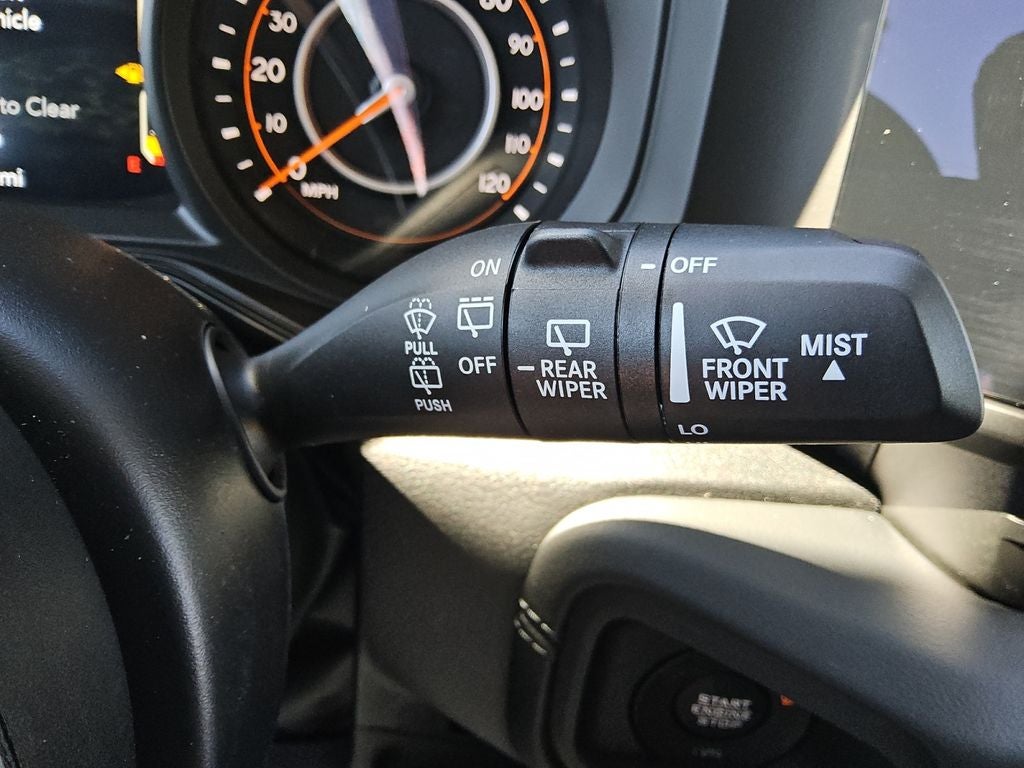 hicle
to Clear
mi
30
20
10
0
MPH
90
100
110
120
ON
OFF
PULL
PUSH
REAR
WIPER
OFF
FRONT
WIPER
MIST
LO
START
ENGINE
STOP